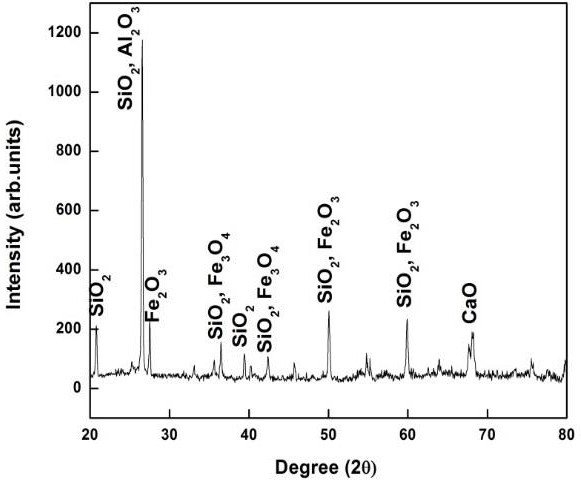 Intensity (arb.units)
1200
1000
800
600
400
200
0
SiO2
SiO2, Al2O3
Fe2O3
SiO2, Fe3O4
SiO2
SiO2, Fe3O4
SiO2, Fe2O3
SiO2, Fe2O3
CaO
20 30 40 50 60 70 80
Degree (2θ)